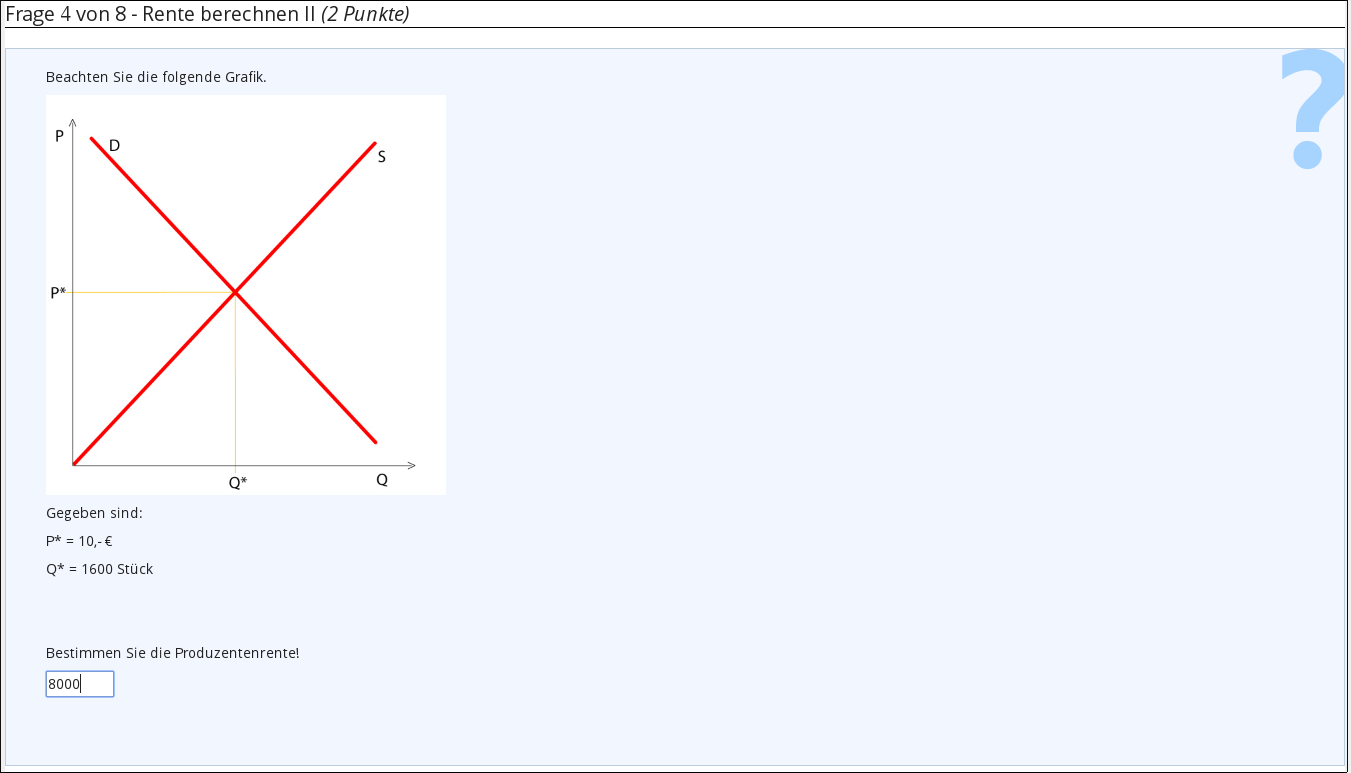 Frage 4 von 8 - Rente berechnen II (2 Punkte)
?
Beachten Sie die folgende Grafik.
P
D
S
P*
Q*
Q
Gegeben sind:
P* = 10,- €
Q* = 1600 Stück
Bestimmen Sie die Produzentenrente!
8000